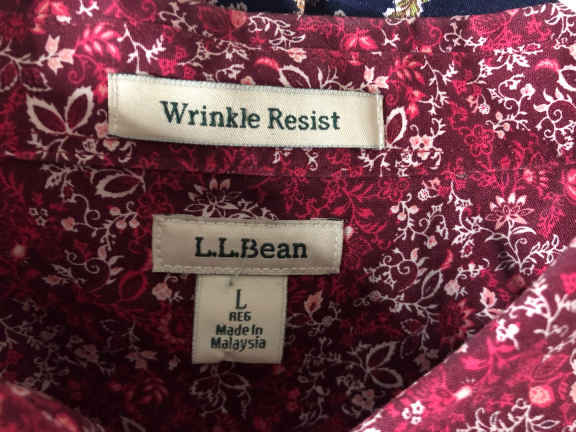 Wrinkle Resist
L.L.Bean
L
REG
Made In
Malaysia